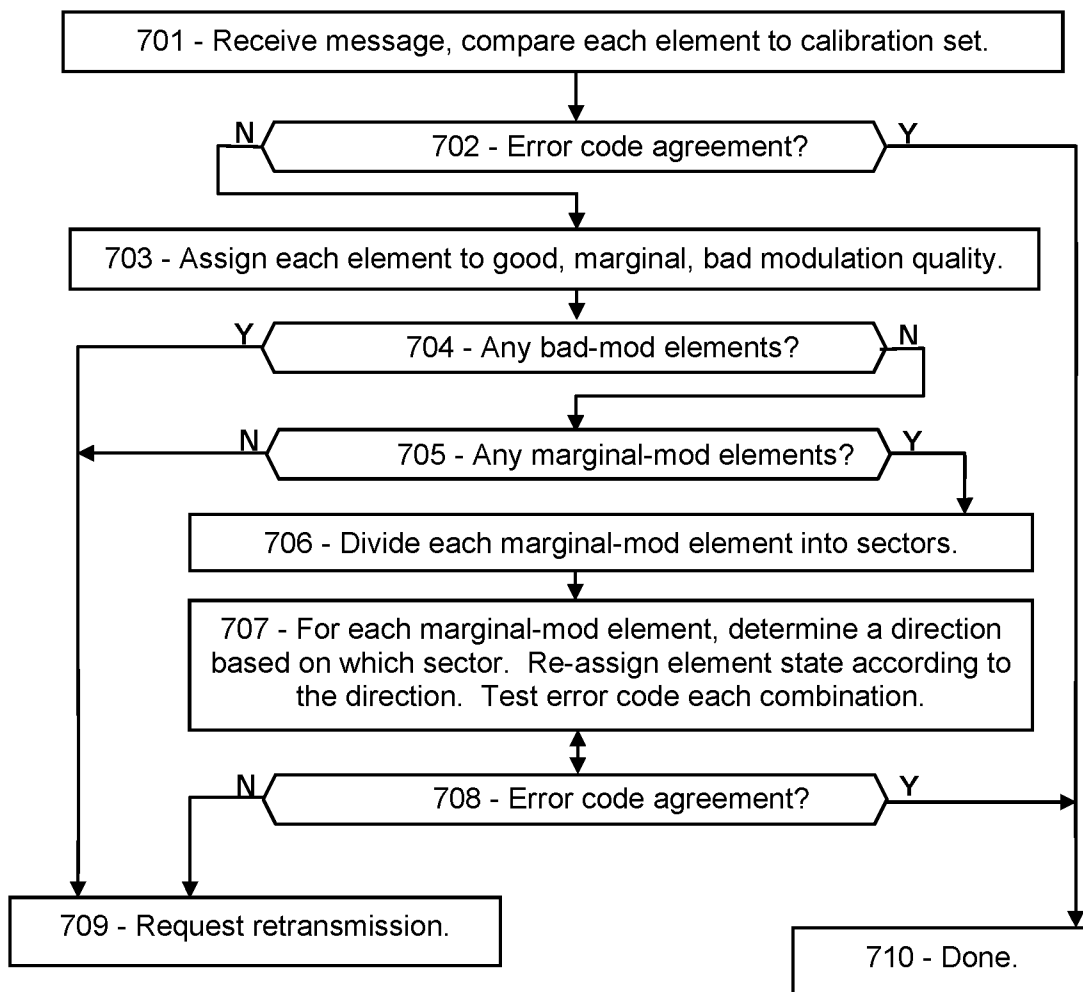 701 - Receive message, compare each element to calibration set.
N
Y
702 - Error code agreement?
703 - Assign each element to good, marginal, bad modulation quality.
Y
N
704 - Any bad-mod elements?
N
Y
705 - Any marginal-mod elements?
706 - Divide each marginal-mod element into sectors.
707 - For each marginal-mod element, determine a direction
based on which sector.  Re-assign element state according to
the direction.  Test error code each combination.
N
Y
708 - Error code agreement?
709 - Request retransmission.
710 - Done.